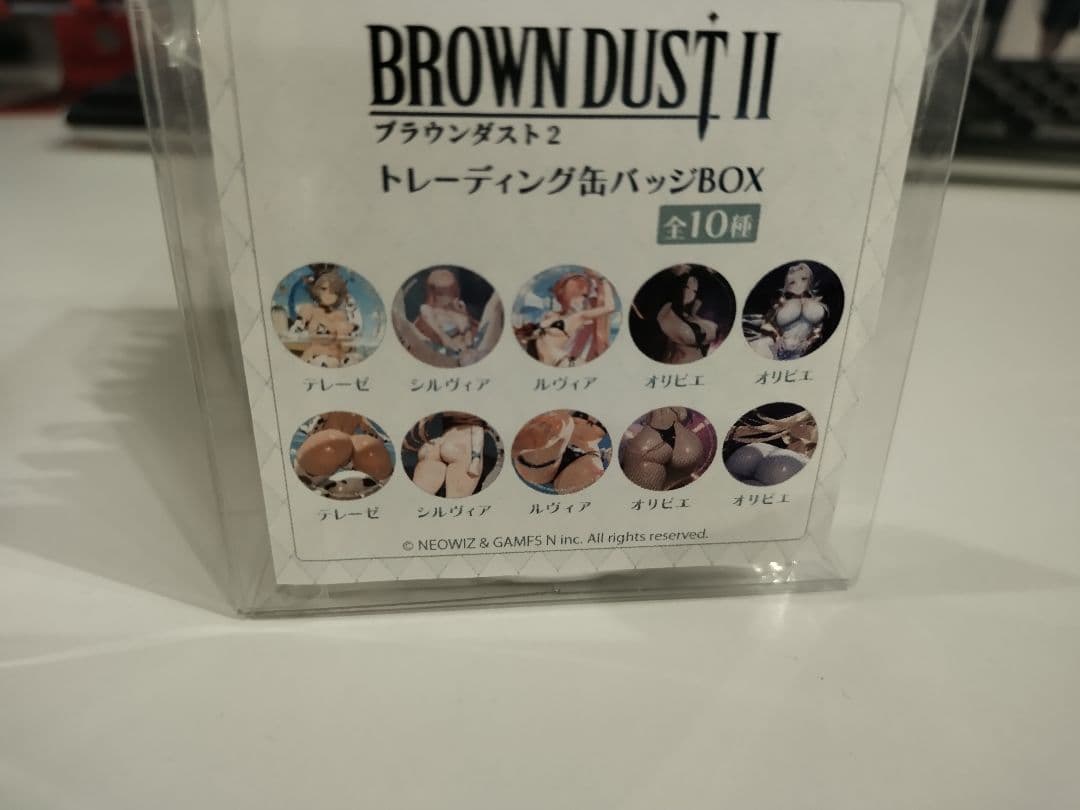 BROWN DUST II
ブラウンダスト2
トレーディング缶バッジBOX
全10種
テレーゼ シルヴィア ルヴィア オリビエ オリビエ
テレーゼ シルヴィア ルヴィア オリビエ オリビエ
© NEOWIZ & GAMFS N inc. All rights reserved.